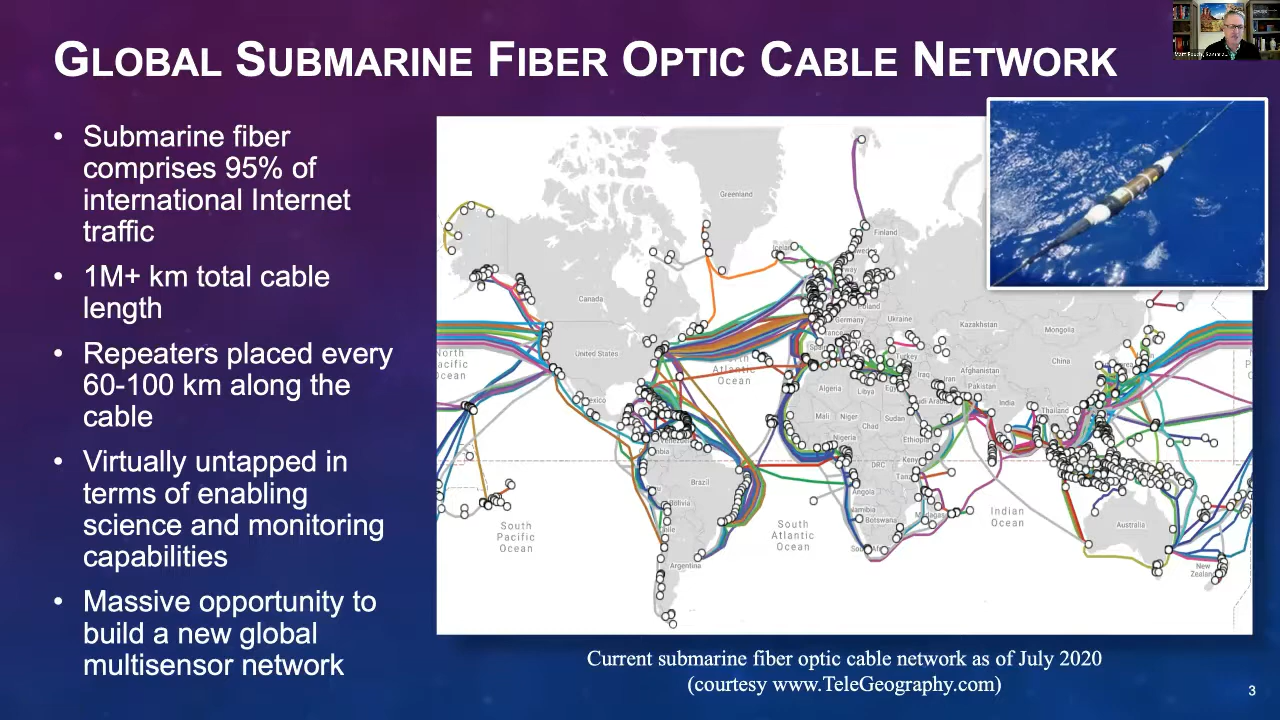 GLOBAL SUBMARINE FIBER OPTIC CABLE NETWORK
• Submarine fiber
comprises 95% of
international Internet
traffic
• 1M+ km total cable
length
• Repeaters placed every
60-100 km along the
cable
• Virtually untapped in
terms of enabling
science and monitoring
capabilities
• Massive opportunity to
build a new global
multisensor network
Greenland
Finland
Canada
Ukraine
Kazakhstan
Mongolia
Germany
United States
North
Atlantic
Ocean
Turkey
China
Afghanistan
Iraq
Iran
Pakistan
Algeria
Libya
India
Mali
Niger
Sudan
Thailand
Chad
Nigeria
Ethiopia
DRC
Brazil
Angola
Bolivia
Namibia
Botswana
Madagas
South
Pacific
Ocean
South
Atlantic
Ocean
Indian
Ocean
Australia
Argentina
New
Zealand
Current submarine fiber optic cable network as of July 2020
(courtesy www.TeleGeography.com)
3